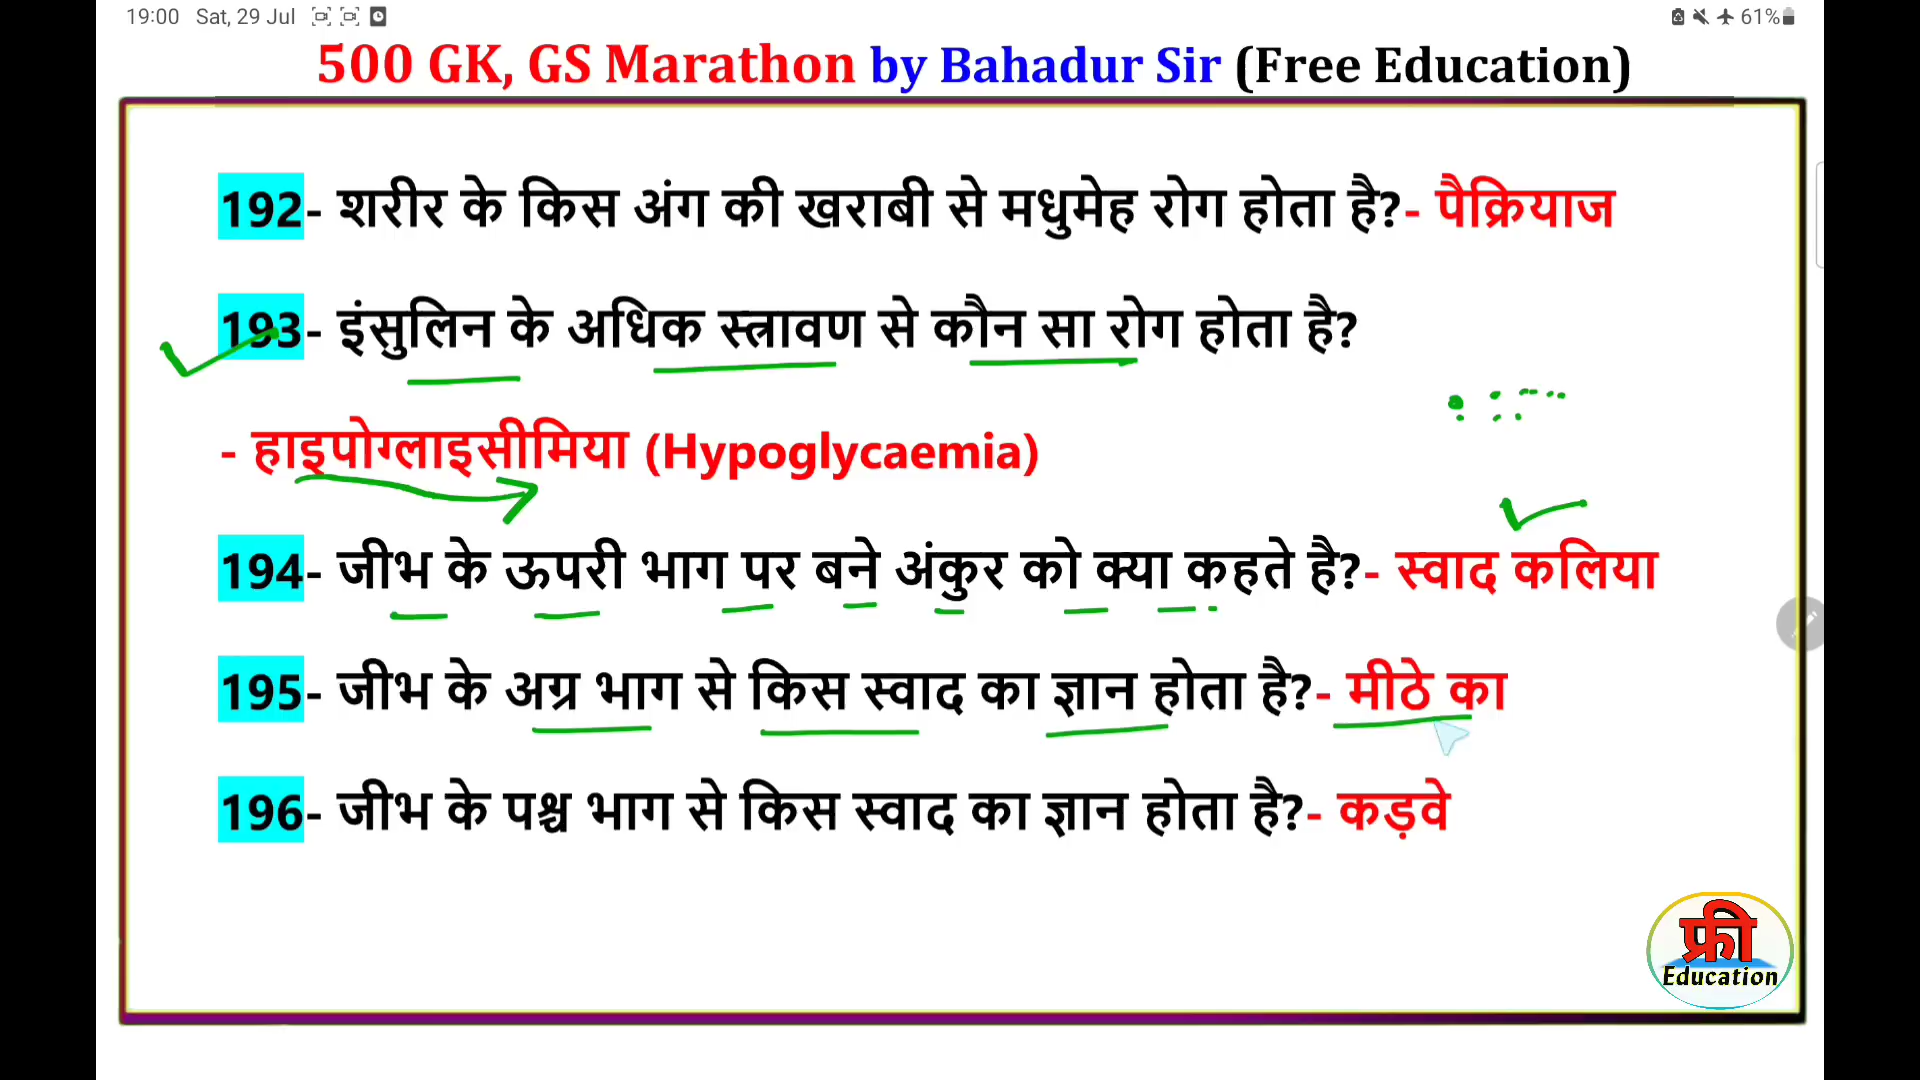 19:00 Sat, 29 Jul 61%
500 GK, GS Marathon by Bahadur Sir (Free Education)
192- शरीर के किस अंग की खराबी से मधुमेह रोग होता है?- पैक्रियाज
193- इंसुलिन के अधिक स्त्रावण से कौन सा रोग होता है?
- हाइपोग्लाइसीमिया (Hypoglycaemia)
194- जीभ के ऊपरी भाग पर बने अंकुर को क्या कहते है?- स्वाद कलिया
195- जीभ के अग्र भाग से किस स्वाद का ज्ञान होता है?- मीठे का
196- जीभ के पश्च भाग से किस स्वाद का ज्ञान होता है?- कड़वे
फ्री
Education